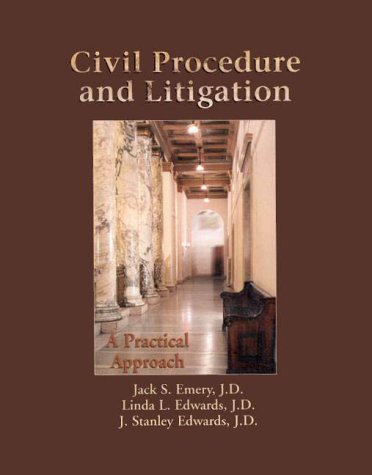 Civil Procedure
and Litigation
A Practical
Approach
Jack S. Emery, J.D.
Linda L. Edwards, J.D.
J. Stanley Edwards, J.D.